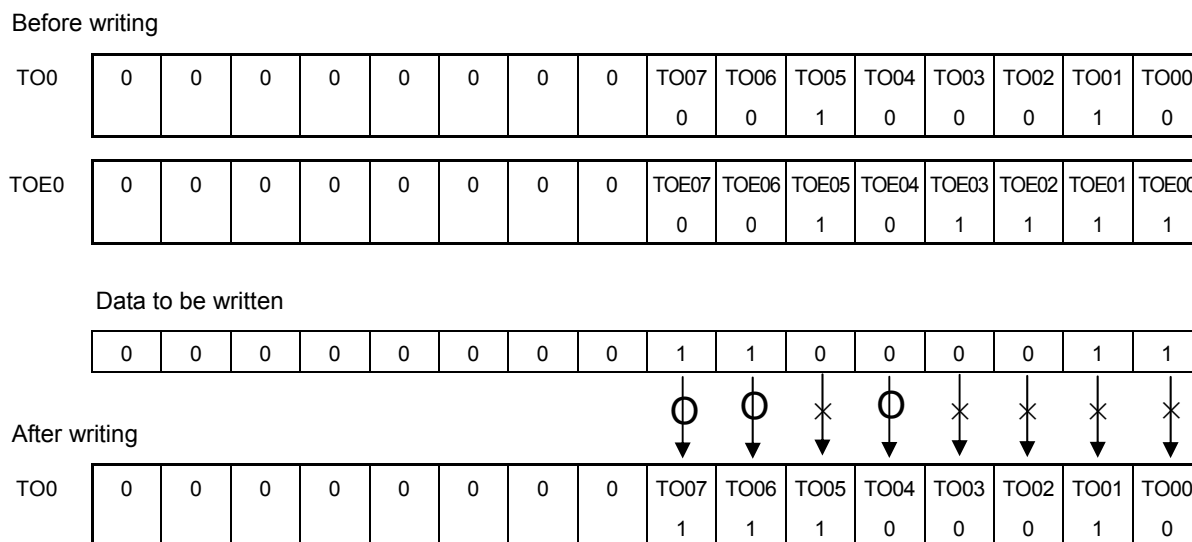 Before writing
TO0 0 0 0 0 0 0 0 0 TO07 TO06 TO05 TO04 TO03 TO02 TO01 TO00
0 0 1 0 0 0 1 0
TOE0 0 0 0 0 0 0 0 0 TOE07 TOE06 TOE05 TOE04 TOE03 TOE02 TOE01 TOE00
0 0 1 0 1 1 1 1
Data to be written
0 0 0 0 0 0 0 0 1 1 0 0 0 0 1 1
O O × O × × × ×
After writing
TO0 0 0 0 0 0 0 0 0 TO07 TO06 TO05 TO04 TO03 TO02 TO01 TO00
1 1 1 0 0 0 1 0